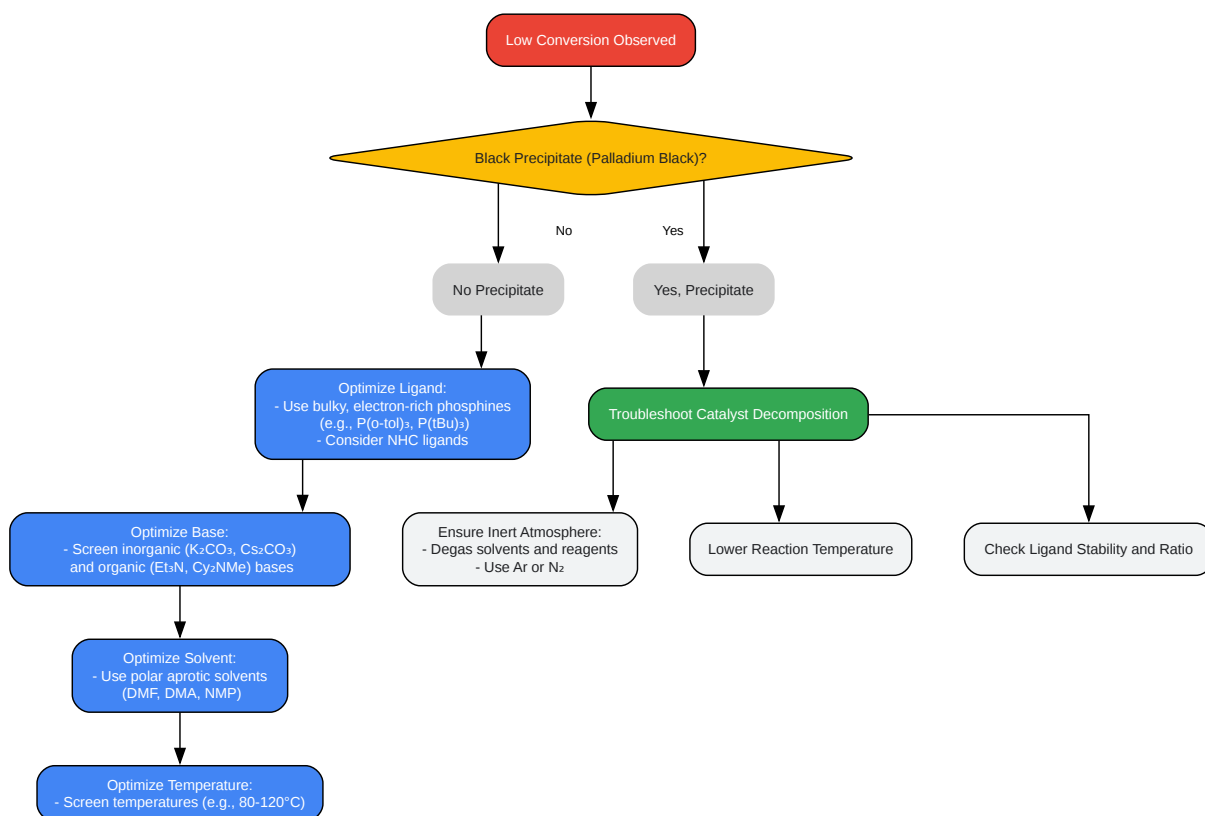 Low Conversion Observed
Black Precipitate (Palladium Black)?
No
Yes
No Precipitate
Yes, Precipitate
Optimize Ligand:
- Use bulky, electron-rich phosphines
(e.g., P(o-tol)₃, P(tBu)₃)
- Consider NHC ligands
Troubleshoot Catalyst Decomposition
Optimize Base:
- Screen inorganic (K₂CO₃, Cs₂CO₃)
and organic (Et₃N, Cy₂NMe) bases
Ensure Inert Atmosphere:
- Degas solvents and reagents
- Use Ar or N₂
Lower Reaction Temperature
Check Ligand Stability and Ratio
Optimize Solvent:
- Use polar aprotic solvents
(DMF, DMA, NMP)
Optimize Temperature:
- Screen temperatures (e.g., 80-120°C)